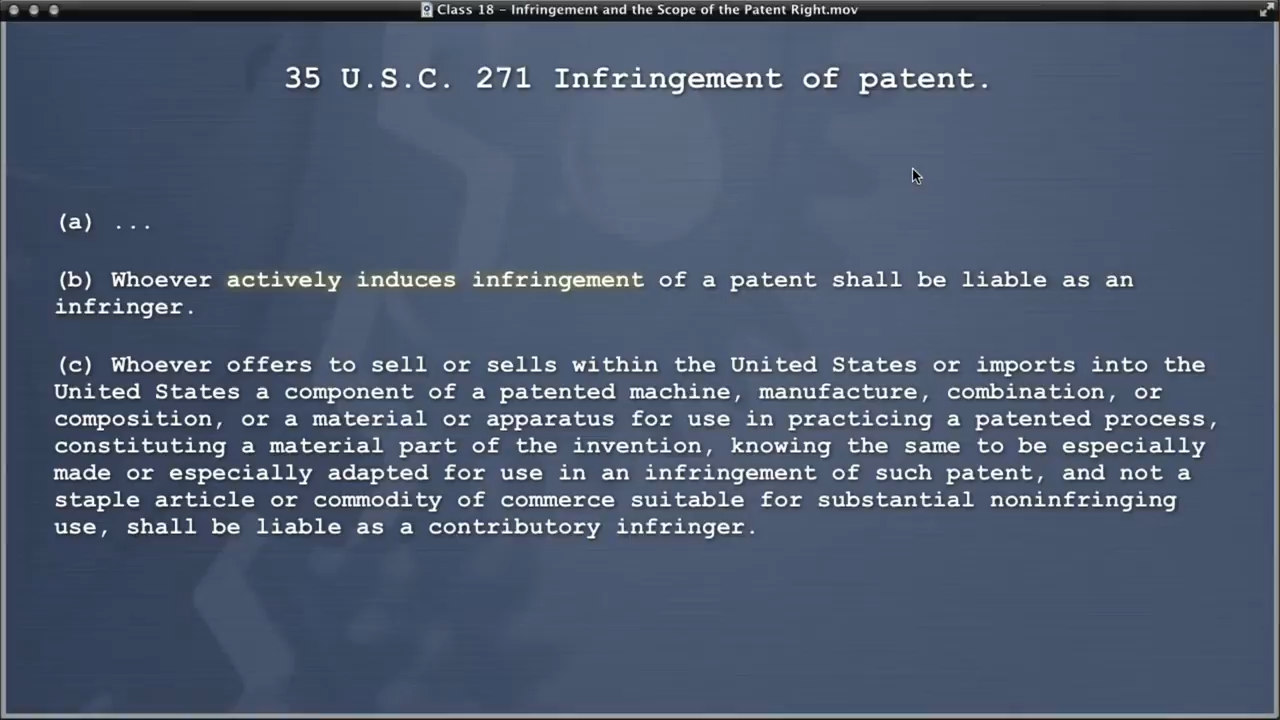 Class 18 – Infringement and the Scope of the Patent Right.mov
35 U.S.C. 271 Infringement of patent.
(a) ...
(b) Whoever actively induces infringement of a patent shall be liable as an
infringer.
(c) Whoever offers to sell or sells within the United States or imports into the
United States a component of a patented machine, manufacture, combination, or
composition, or a material or apparatus for use in practicing a patented process,
constituting a material part of the invention, knowing the same to be especially
made or especially adapted for use in an infringement of such patent, and not a
staple article or commodity of commerce suitable for substantial noninfringing
use, shall be liable as a contributory infringer.